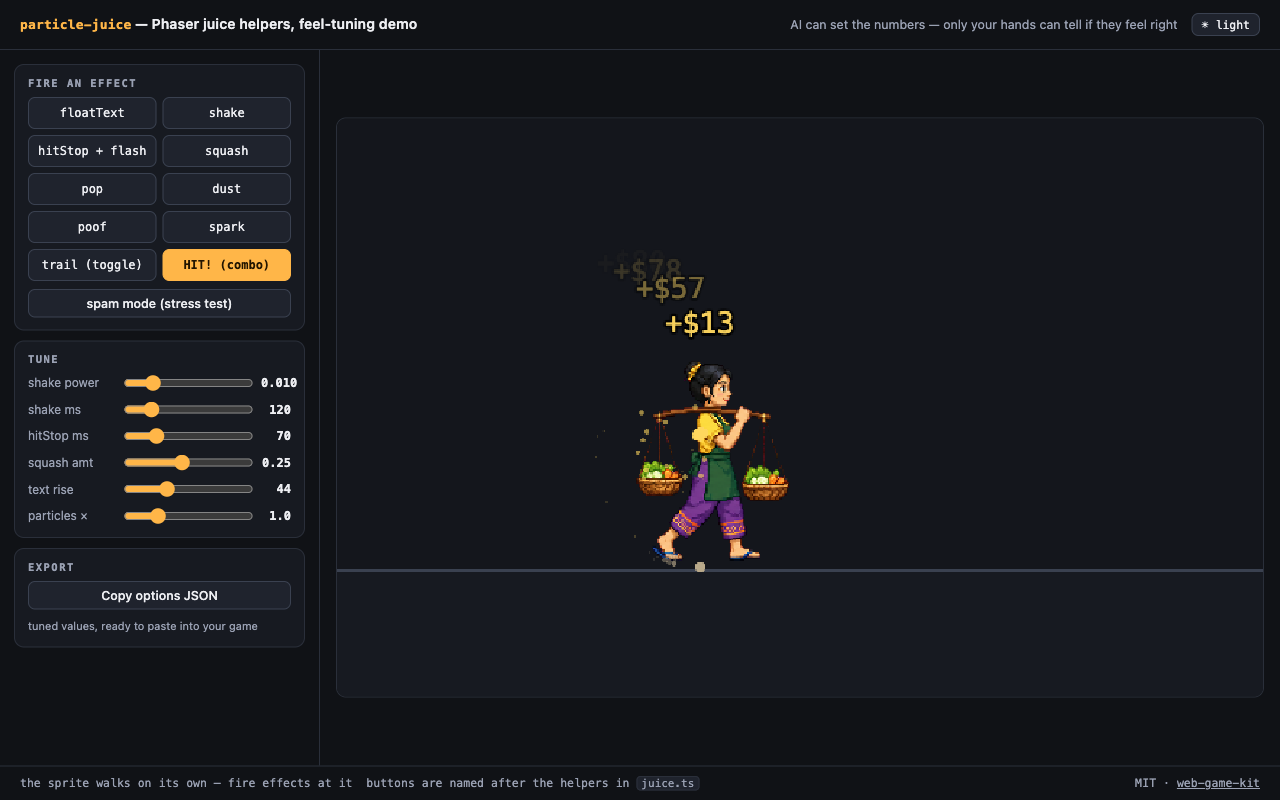 particle-juice — Phaser juice helpers, feel-tuning demo
AI can set the numbers — only your hands can tell if they feel right
☀ light
FIRE AN EFFECT
floatText
shake
hitStop + flash
squash
pop
dust
poof
spark
trail (toggle)
HIT! (combo)
spam mode (stress test)
TUNE
shake power 0.010
shake ms 120
hitStop ms 70
squash amt 0.25
text rise 44
particles × 1.0
EXPORT
Copy options JSON
tuned values, ready to paste into your game
+$78
+$57
+$13
the sprite walks on its own — fire effects at it buttons are named after the helpers in juice.ts
MIT · web-game-kit